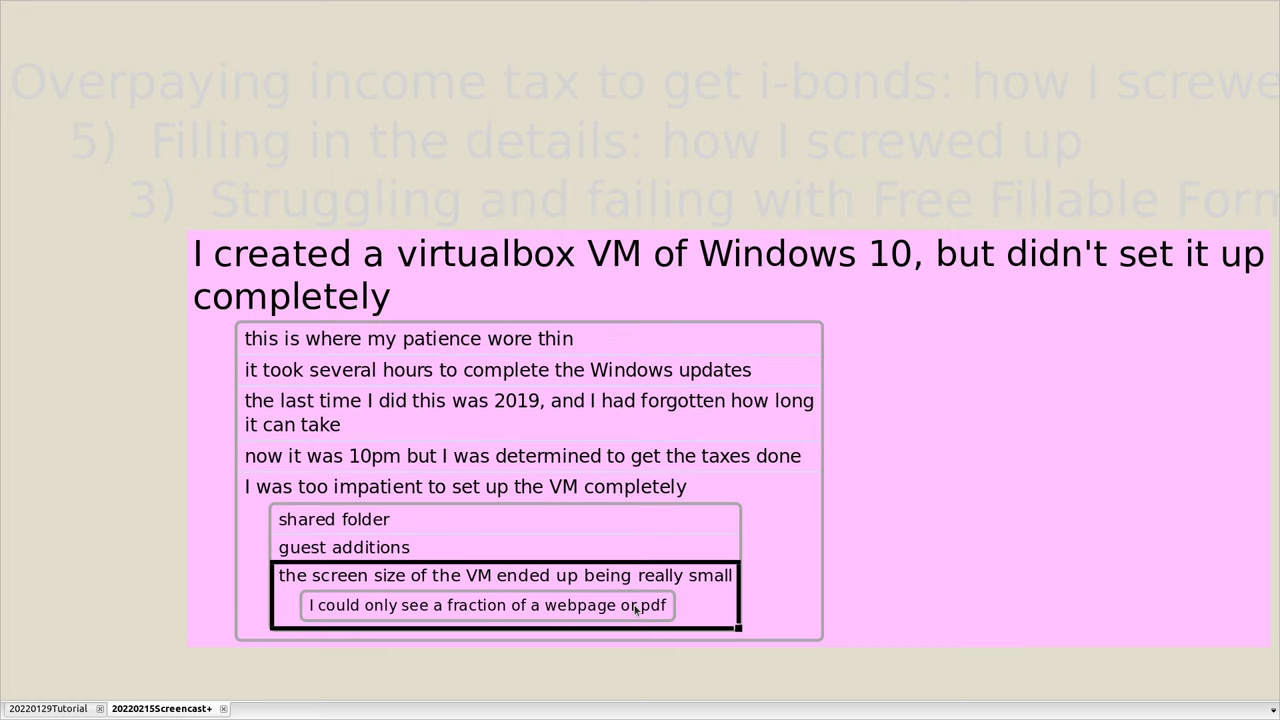 Overpaying income tax to get i-bonds: how I screwe
5) Filling in the details: how I screwed up
3) Struggling and failing with Free Fillable Form
I created a virtualbox VM of Windows 10, but didn't set it up
completely
this is where my patience wore thin
it took several hours to complete the Windows updates
the last time I did this was 2019, and I had forgotten how long
it can take
now it was 10pm but I was determined to get the taxes done
I was too impatient to set up the VM completely
shared folder
guest additions
the screen size of the VM ended up being really small
I could only see a fraction of a webpage or pdf
20220129Tutorial 20220215Screencast+